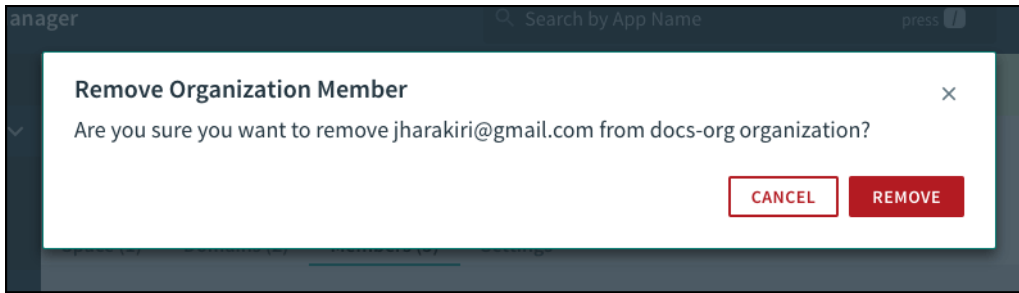 anager
Search by App Name
press /
Remove Organization Member
×
Are you sure you want to remove jharakiri@gmail.com from docs-org organization?
CANCEL
REMOVE